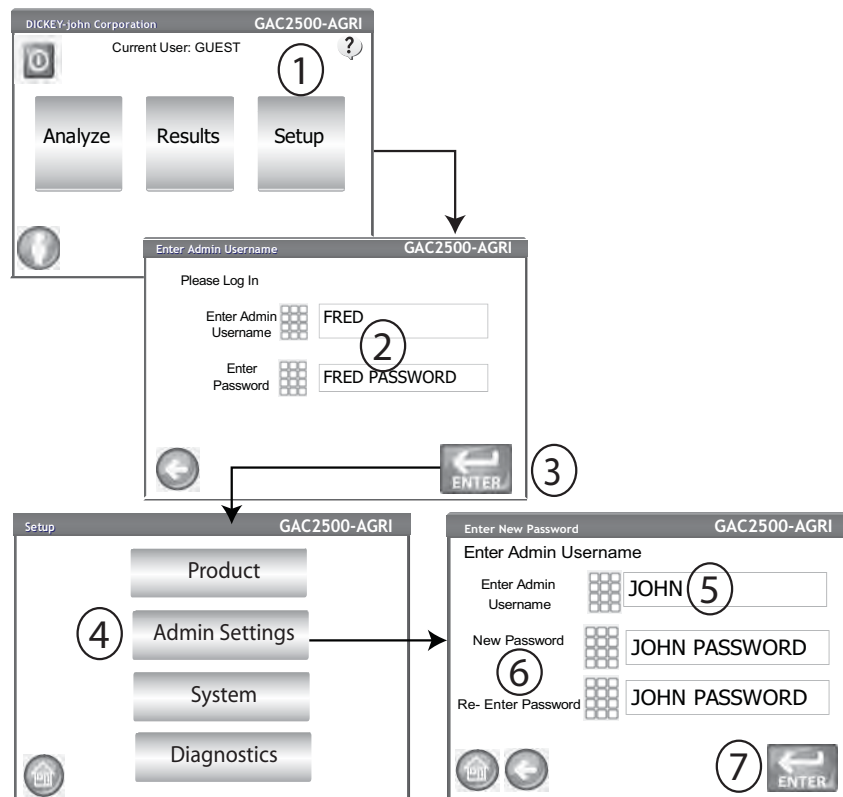 DICKEY-john Corporation GAC2500-AGRI
Current User: GUEST ?
1
Analyze Results Setup
Enter Admin Username GAC2500-AGRI
Please Log In
Enter Admin
Username
FRED
2
Enter
Password
FRED PASSWORD
ENTER
3
Setup GAC2500-AGRI
Product
4 Admin Settings
System
Diagnostics
Enter New Password GAC2500-AGRI
Enter Admin Username
Enter Admin
Username
JOHN 5
New Password JOHN PASSWORD
6
Re- Enter Password JOHN PASSWORD
7 ENTER